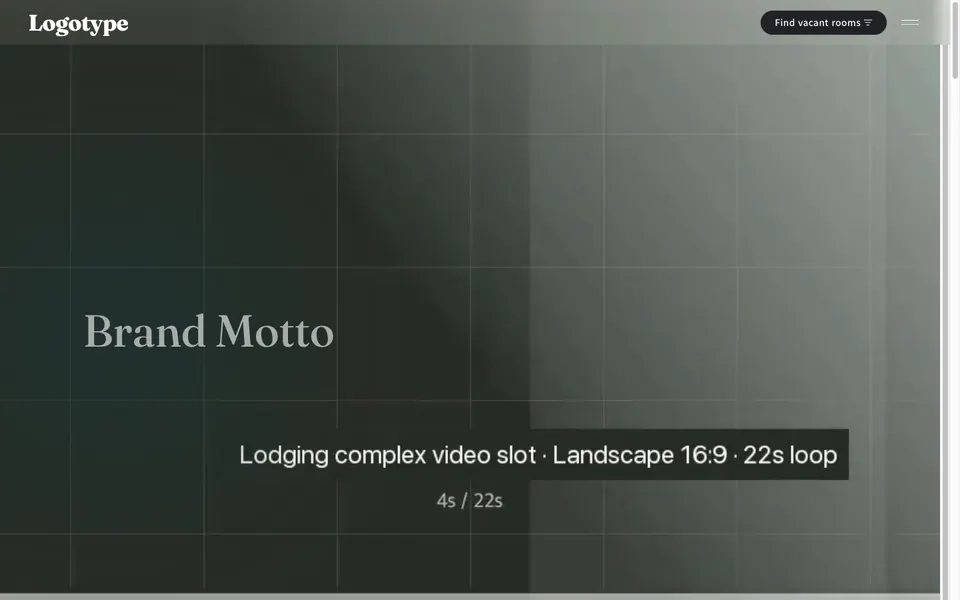 Logotype
Find vacant rooms
Brand Motto
Lodging complex video slot · Landscape 16:9 · 22s loop
4s / 22s